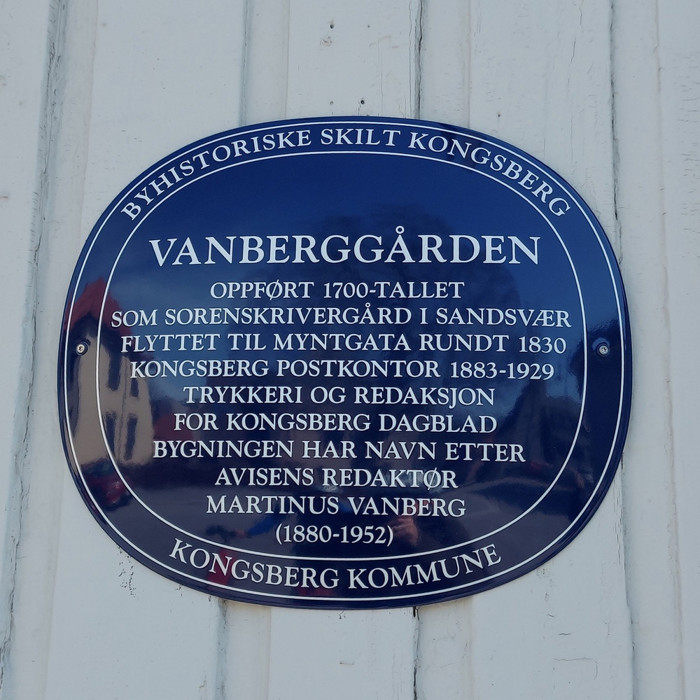 BYHISTORISKE SKILT KONGSBERG
VANBERGGÅRDEN
OPPFØRT 1700-TALLET
SOM SORENSKRIVERGÅRD I SANDSVÆR
FLYTTET TIL MYNTGATA RUNDT 1830
KONGSBERG POSTKONTOR 1883-1929
TRYKKERI OG REDAKSJON
FOR KONGSBERG DAGBLAD
BYGNINGEN HAR NAVN ETTER
AVISENS REDAKTØR
MARTINUS VANBERG
(1880-1952)
KONGSBERG KOMMUNE